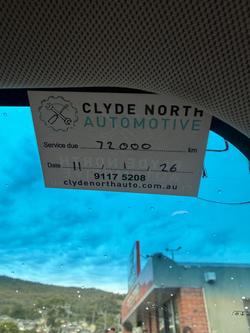 CLYDE NORTH
AUTOMOTIVE
Service due 72000 km
Date 11 / / 26
9117 5208
clydenorthauto.com.au